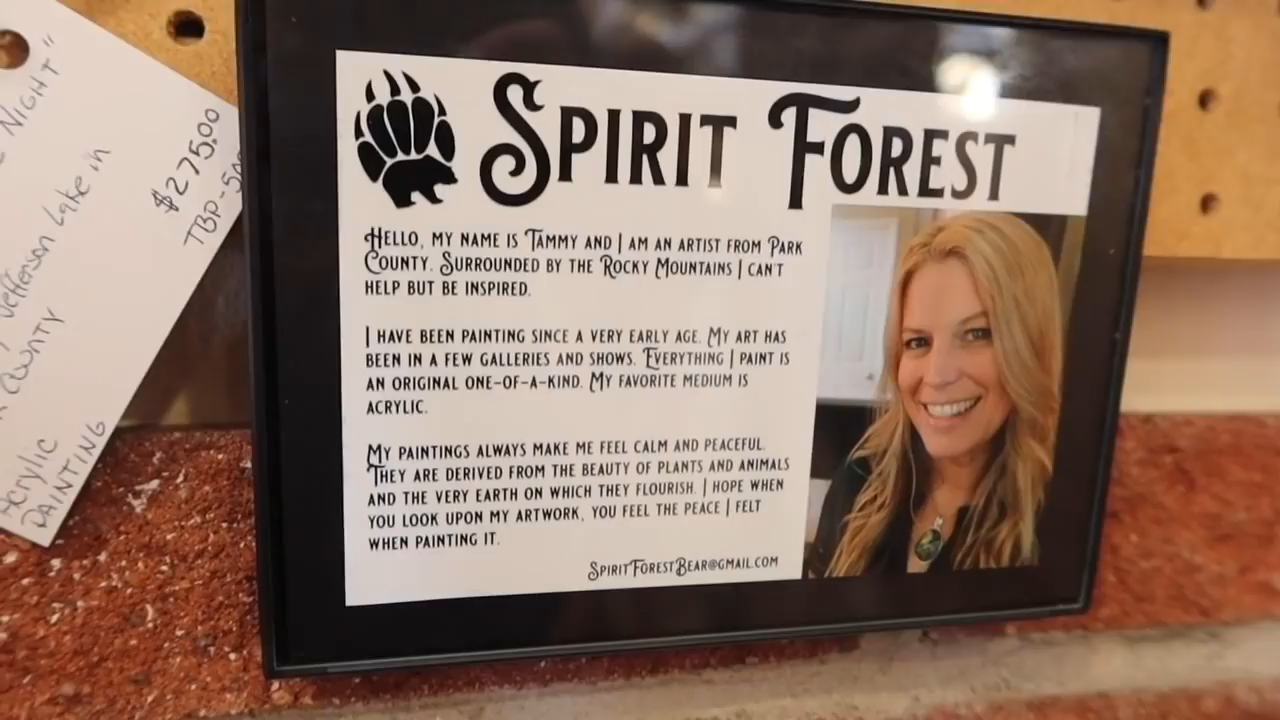 NIGHT"
Jefferson Lake in
County
$275.00
TBP-
Acrylic
PAINTING
SPIRIT FOREST
HELLO, MY NAME IS TAMMY AND I AM AN ARTIST FROM PARK
COUNTY. SURROUNDED BY THE ROCKY MOUNTAINS I CAN'T
HELP BUT BE INSPIRED.
I HAVE BEEN PAINTING SINCE A VERY EARLY AGE. MY ART HAS
BEEN IN A FEW GALLERIES AND SHOWS. EVERYTHING I PAINT IS
AN ORIGINAL ONE-OF-A-KIND. MY FAVORITE MEDIUM IS
ACRYLIC.
MY PAINTINGS ALWAYS MAKE ME FEEL CALM AND PEACEFUL.
THEY ARE DERIVED FROM THE BEAUTY OF PLANTS AND ANIMALS
AND THE VERY EARTH ON WHICH THEY FLOURISH. I HOPE WHEN
YOU LOOK UPON MY ARTWORK, YOU FEEL THE PEACE I FELT
WHEN PAINTING IT.
SPIRITFORESTBEAR@GMAIL.COM